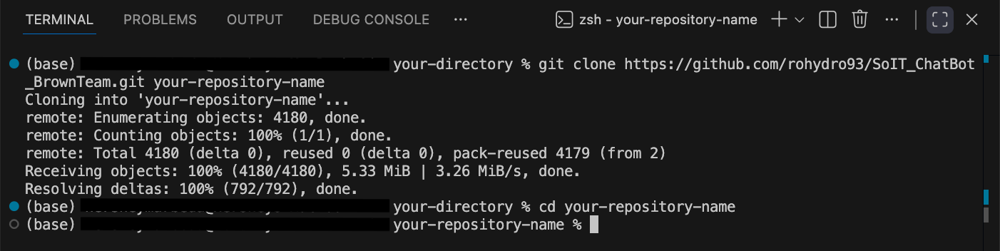 TERMINAL PROBLEMS OUTPUT DEBUG CONSOLE ··· zsh - your-repository-name
(base) your-directory % git clone https://github.com/rohydro93/SoIT_ChatBot
_BrownTeam.git your-repository-name
Cloning into 'your-repository-name'...
remote: Enumerating objects: 4180, done.
remote: Counting objects: 100% (1/1), done.
remote: Total 4180 (delta 0), reused 0 (delta 0), pack-reused 4179 (from 2)
Receiving objects: 100% (4180/4180), 5.33 MiB | 3.26 MiB/s, done.
Resolving deltas: 100% (792/792), done.
(base) your-directory % cd your-repository-name
(base) your-repository-name %